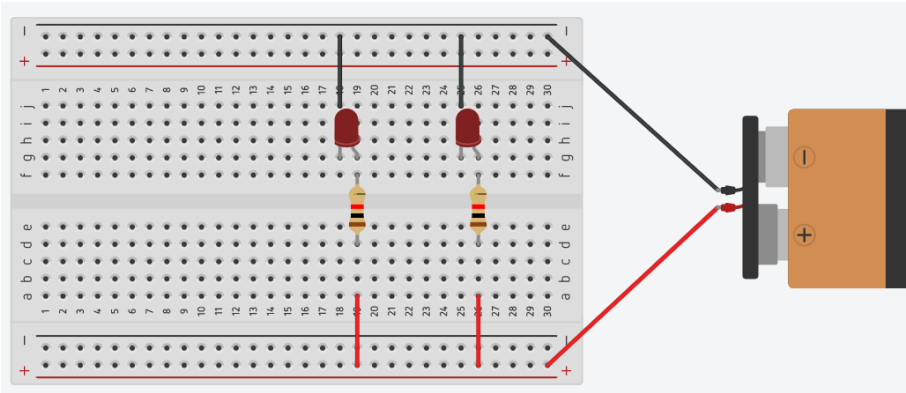 − −
+ +
1 2 3 4 5 6 7 8 9 10 11 12 13 14 15 16 17 18 19 20 21 22 23 24 25 26 27 28 29 30
j j
i i
h h
g g
f f
−
+
e e
d d
c c
b b
a a
1 2 3 4 5 6 7 8 9 10 11 12 13 14 15 16 17 18 19 20 21 22 23 24 25 26 27 28 29 30
− −
+ +